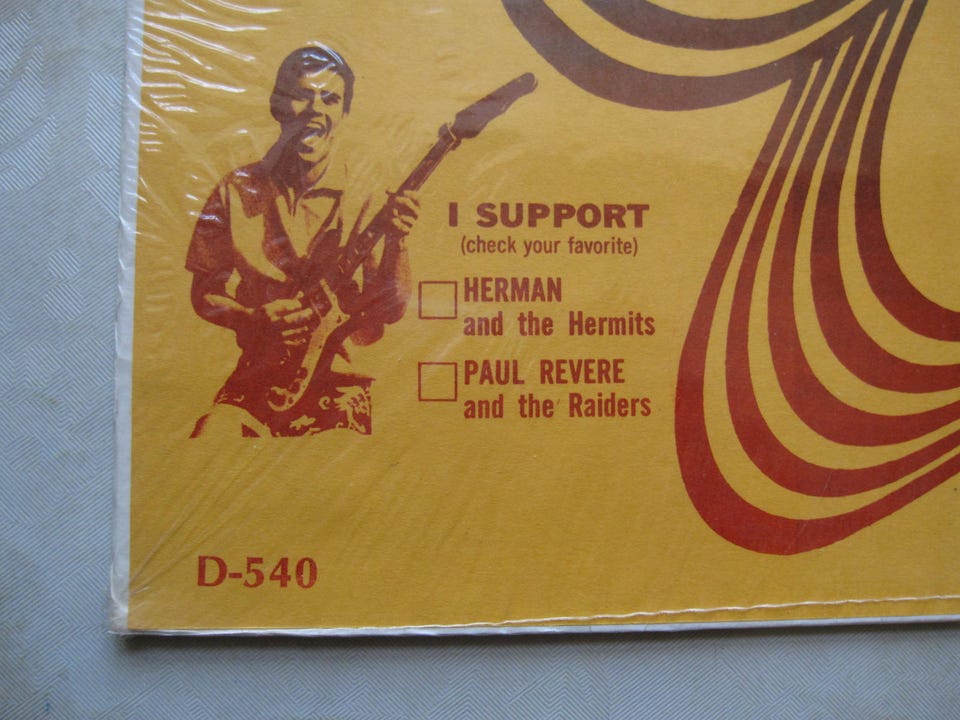 I SUPPORT
(check your favorite)
HERMAN
and the Hermits
PAUL REVERE
and the Raiders
D-540